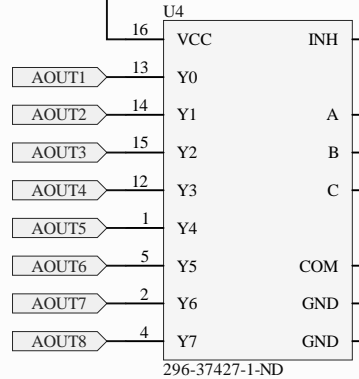 U4
16 VCC INH
AOUT1 13 Y0
AOUT2 14 Y1 A
AOUT3 15 Y2 B
AOUT4 12 Y3 C
AOUT5 1 Y4
AOUT6 5 Y5 COM
AOUT7 2 Y6 GND
AOUT8 4 Y7 GND
296-37427-1-ND